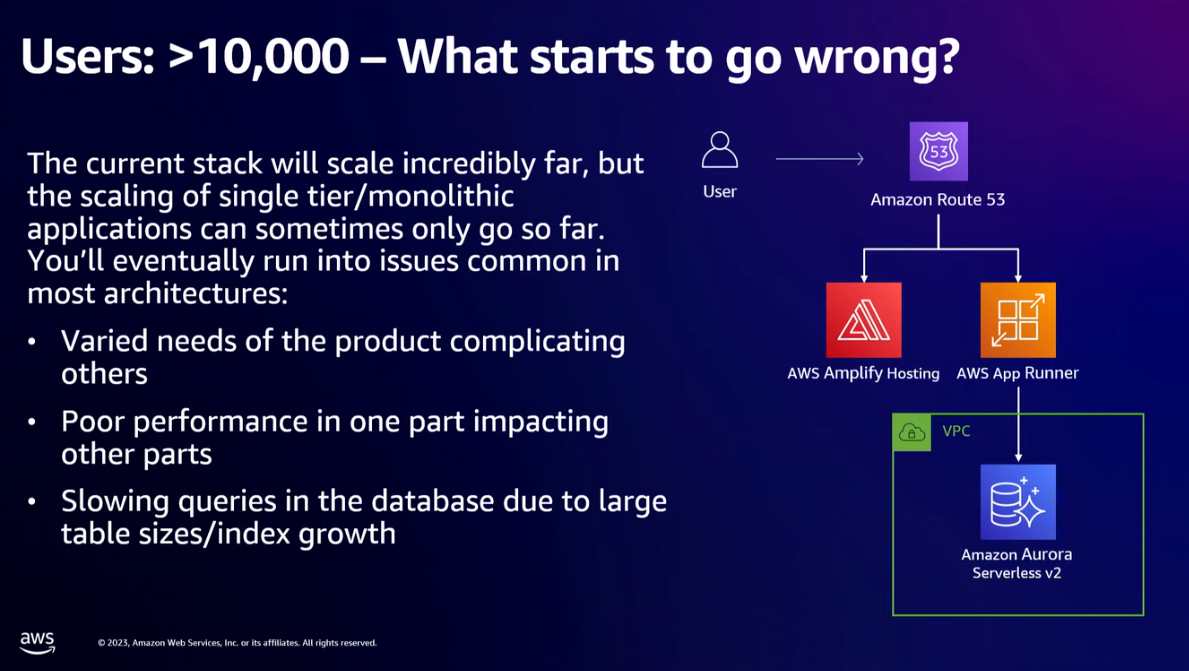 Users: >10,000 – What starts to go wrong?
The current stack will scale incredibly far, but
the scaling of single tier/monolithic
applications can sometimes only go so far.
You'll eventually run into issues common in
most architectures:
• Varied needs of the product complicating
others
• Poor performance in one part impacting
other parts
• Slowing queries in the database due to large
table sizes/index growth
User
53
Amazon Route 53
AWS Amplify Hosting
AWS App Runner
VPC
Amazon Aurora
Serverless v2
aws
© 2023, Amazon Web Services, Inc. or its affiliates. All rights reserved.